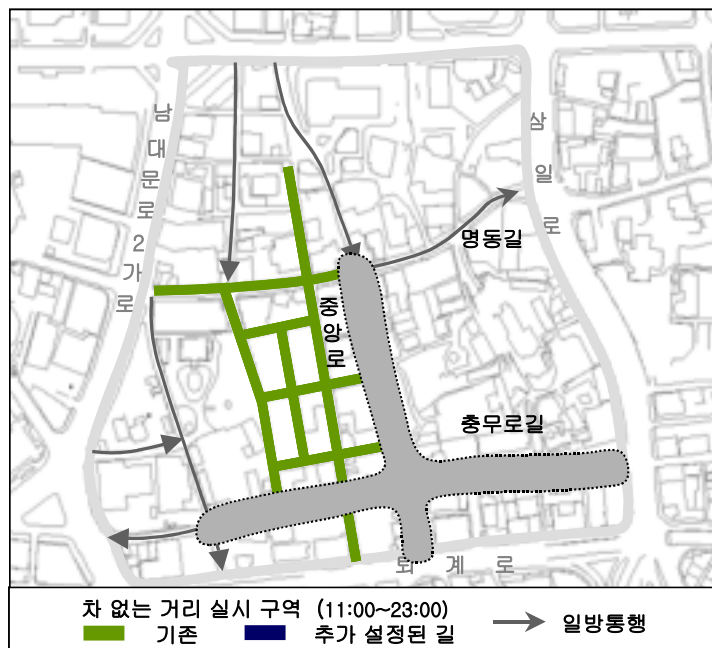 남대문로2가로
삼일로
명동길
중앙로
충무로길
퇴계로
차 없는 거리 실시 구역 (11:00~23:00)
기존 추가 설정된 길 일방통행